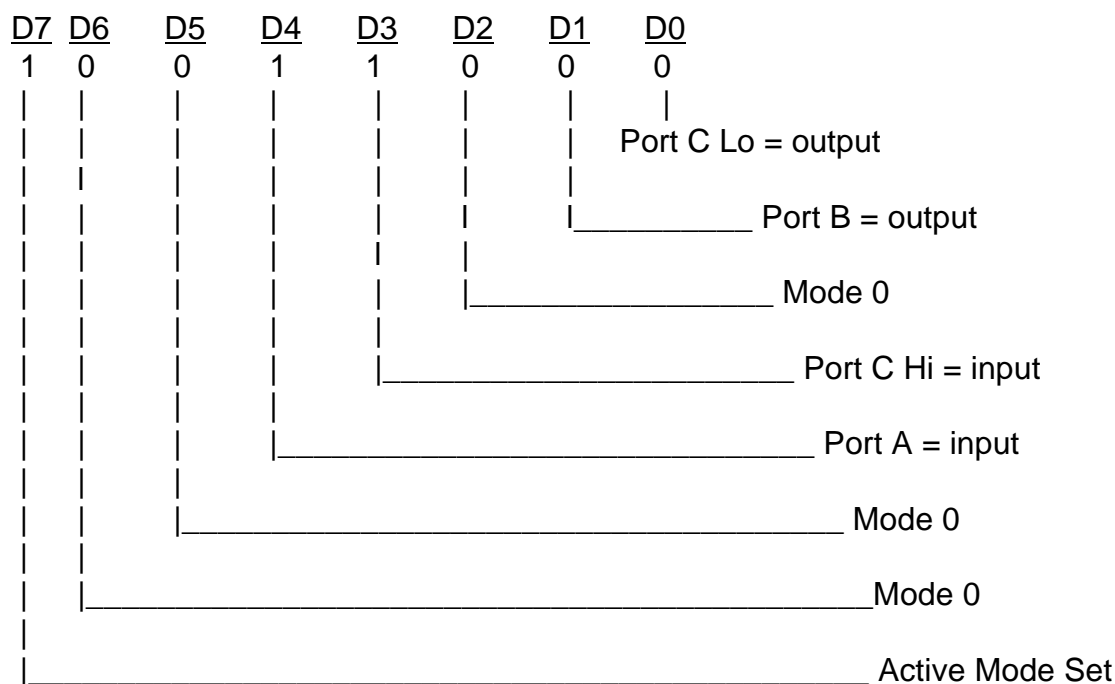 D7 D6 D5 D4 D3 D2 D1 D0
1 0 0 1 1 0 0 0
Port C Lo = output
Port B = output
Mode 0
Port C Hi = input
Port A = input
Mode 0
Mode 0
Active Mode Set